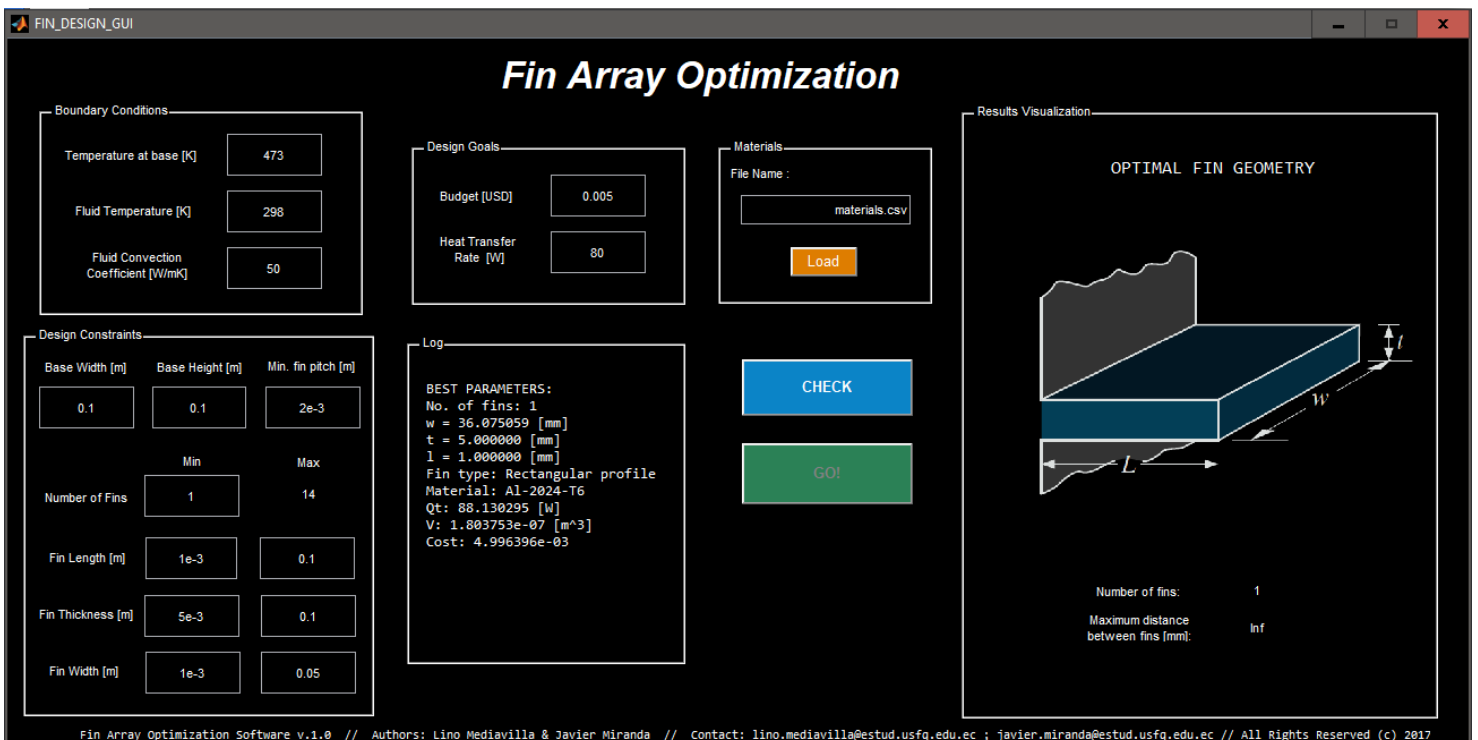 FIN_DESIGN_GUI
Fin Array Optimization
Boundary Conditions
Temperature at base [K]
473
Fluid Temperature [K]
298
Fluid Convection
Coefficient [W/mK]
50
Design Goals
Budget [USD]
0.005
Heat Transfer
Rate [W]
80
Materials
File Name :
materials.csv
Load
Design Constraints
Base Width [m]
Base Height [m]
Min. fin pitch [m]
0.1
0.1
2e-3
Min
Max
Number of Fins
1
14
Fin Length [m]
1e-3
0.1
Fin Thickness [m]
5e-3
0.1
Fin Width [m]
1e-3
0.05
Log
BEST PARAMETERS:
No. of fins: 1
w = 36.075059 [mm]
t = 5.000000 [mm]
l = 1.000000 [mm]
Fin type: Rectangular profile
Material: Al-2024-T6
Qt: 88.130295 [W]
V: 1.803753e-07 [m^3]
Cost: 4.996396e-03
CHECK
GO!
Results Visualization
OPTIMAL FIN GEOMETRY
t
w
L
Number of fins:
1
Maximum distance
between fins [mm]:
Inf
Fin Array Optimization Software v.1.0 // Authors: Lino Mediavilla & Javier Miranda // Contact: lino.mediavilla@estud.usfq.edu.ec ; javier.miranda@estud.usfq.edu.ec // All Rights Reserved (c) 2017